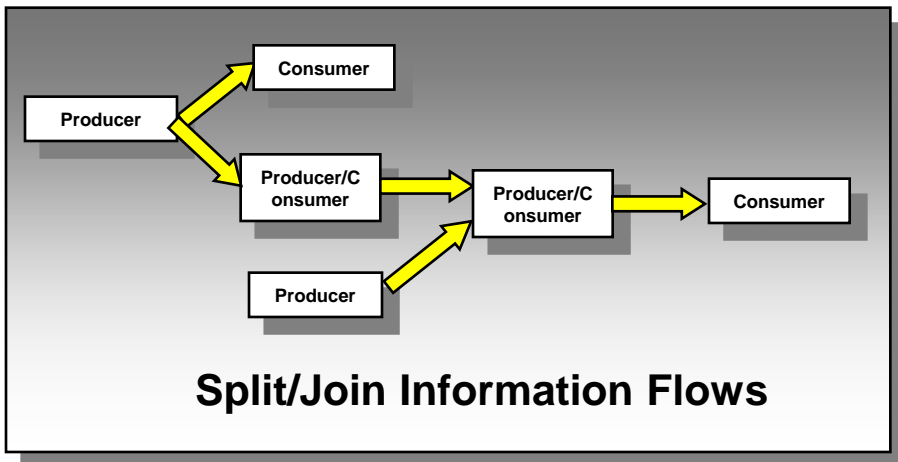 Consumer
Producer
Producer/C
onsumer
Producer/C
onsumer
Consumer
Producer
Split/Join Information Flows